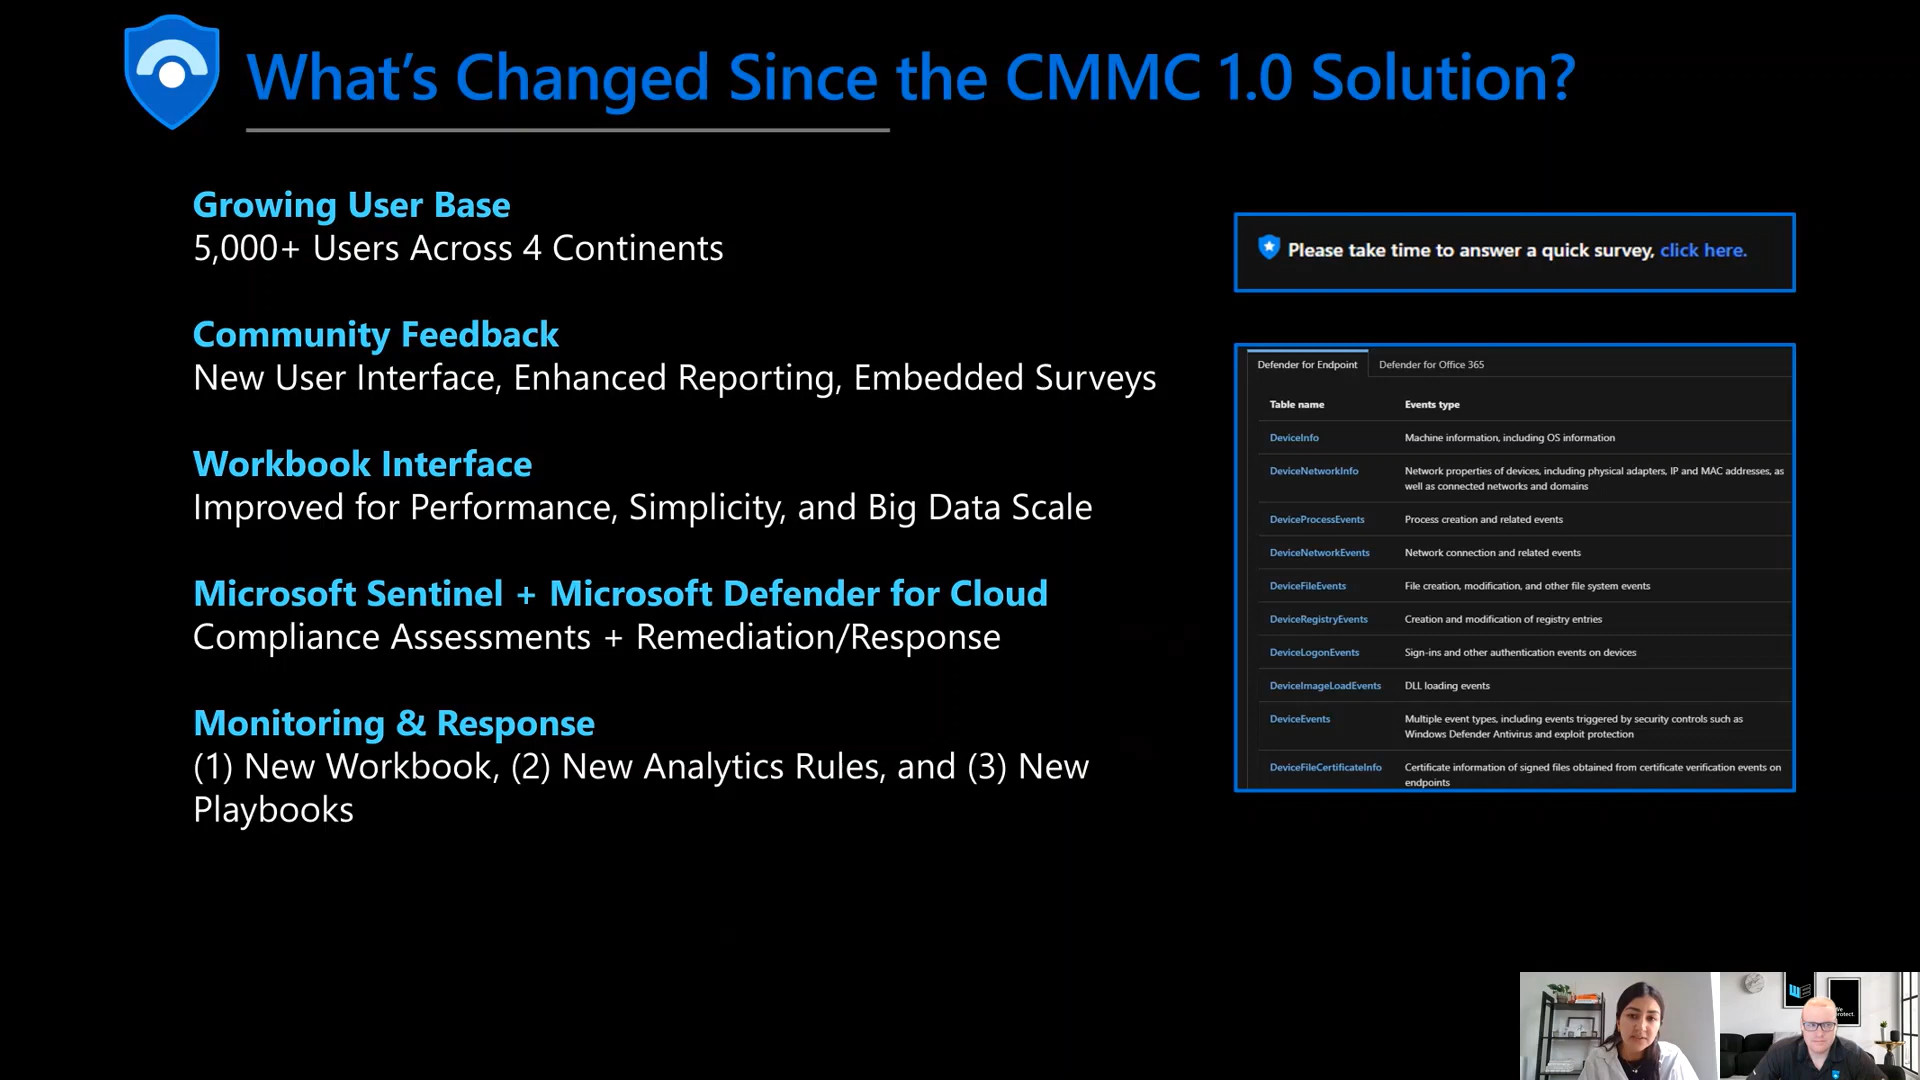 What's Changed Since the CMMC 1.0 Solution?
Growing User Base
5,000+ Users Across 4 Continents
Community Feedback
New User Interface, Enhanced Reporting, Embedded Surveys
Workbook Interface
Improved for Performance, Simplicity, and Big Data Scale
Microsoft Sentinel + Microsoft Defender for Cloud
Compliance Assessments + Remediation/Response
Monitoring & Response
(1) New Workbook, (2) New Analytics Rules, and (3) New
Playbooks
Please take time to answer a quick survey, click here.
Defender for Endpoint Defender for Office 365
Table name Events type
DeviceInfo Machine information, including OS information
DeviceNetworkInfo Network properties of devices, including physical adapters, IP and MAC addresses, as
well as connected networks and domains
DeviceProcessEvents Process creation and related events
DeviceNetworkEvents Network connection and related events
DeviceFileEvents File creation, modification, and other file system events
DeviceRegistryEvents Creation and modification of registry entries
DeviceLogonEvents Sign-ins and other authentication events on devices
DeviceImageLoadEvents DLL loading events
DeviceEvents Multiple event types, including events triggered by security controls such as
Windows Defender Antivirus and exploit protection
DeviceFileCertificateInfo Certificate information of signed files obtained from certificate verification events on
endpoints